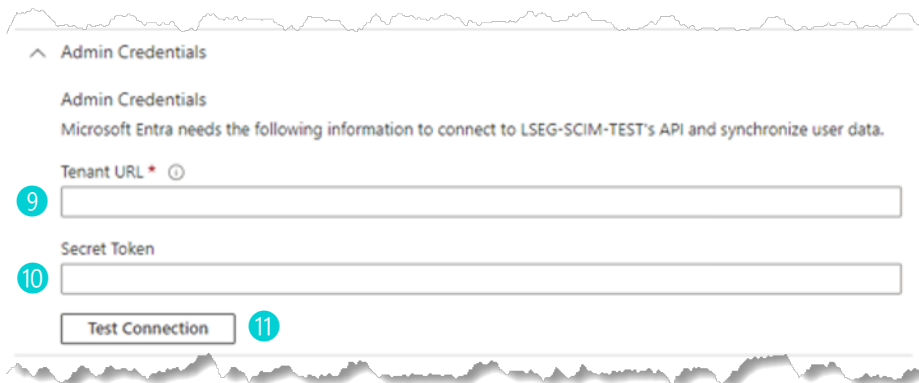 Admin Credentials
Admin Credentials
Microsoft Entra needs the following information to connect to LSEG-SCIM-TEST's API and synchronize user data.
Tenant URL *
9
Secret Token
10
Test Connection 11